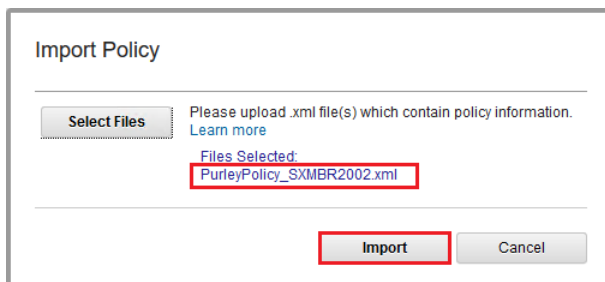 Import Policy
Select Files
Please upload .xml file(s) which contain policy information.
Learn more
Files Selected:
PurleyPolicy_SXMBR2002.xml
Import
Cancel